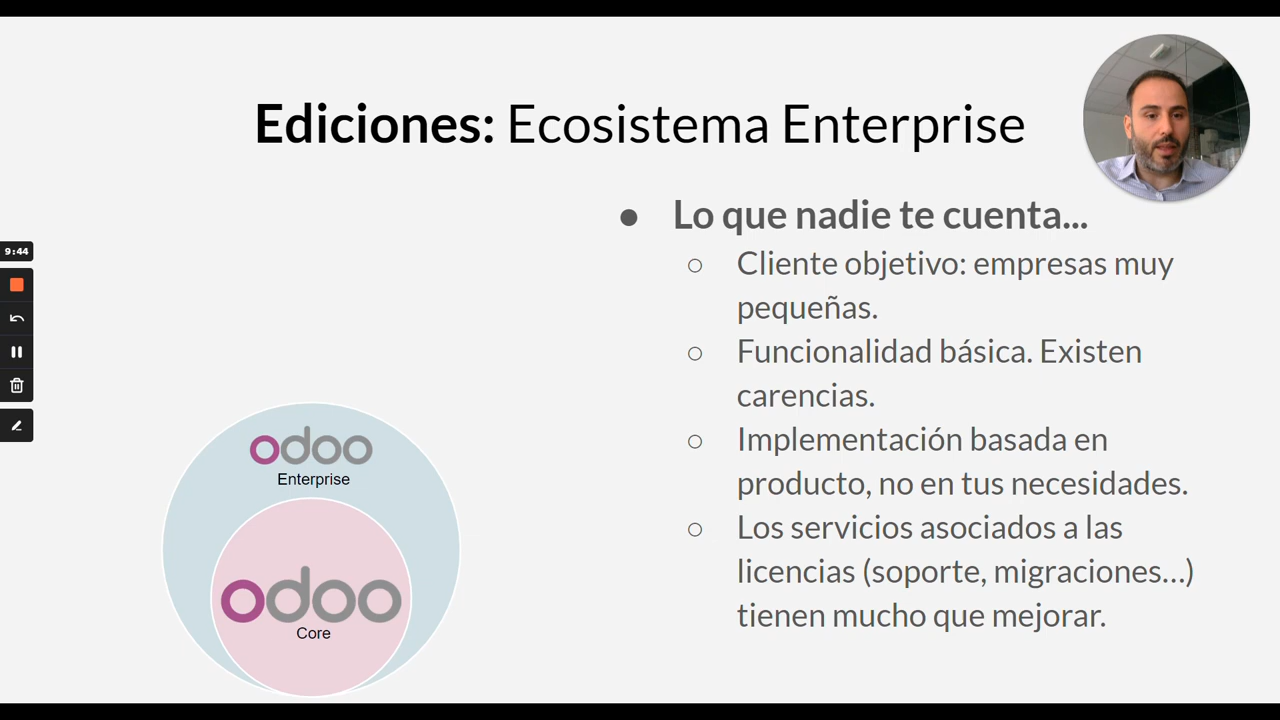 Ediciones: Ecosistema Enterprise
● Lo que nadie te cuenta...
○ Cliente objetivo: empresas muy
pequeñas.
○ Funcionalidad básica. Existen
carencias.
○ Implementación basada en
producto, no en tus necesidades.
○ Los servicios asociados a las
licencias (soporte, migraciones...)
tienen mucho que mejorar.
9:44
odoo
Enterprise
odoo
Core